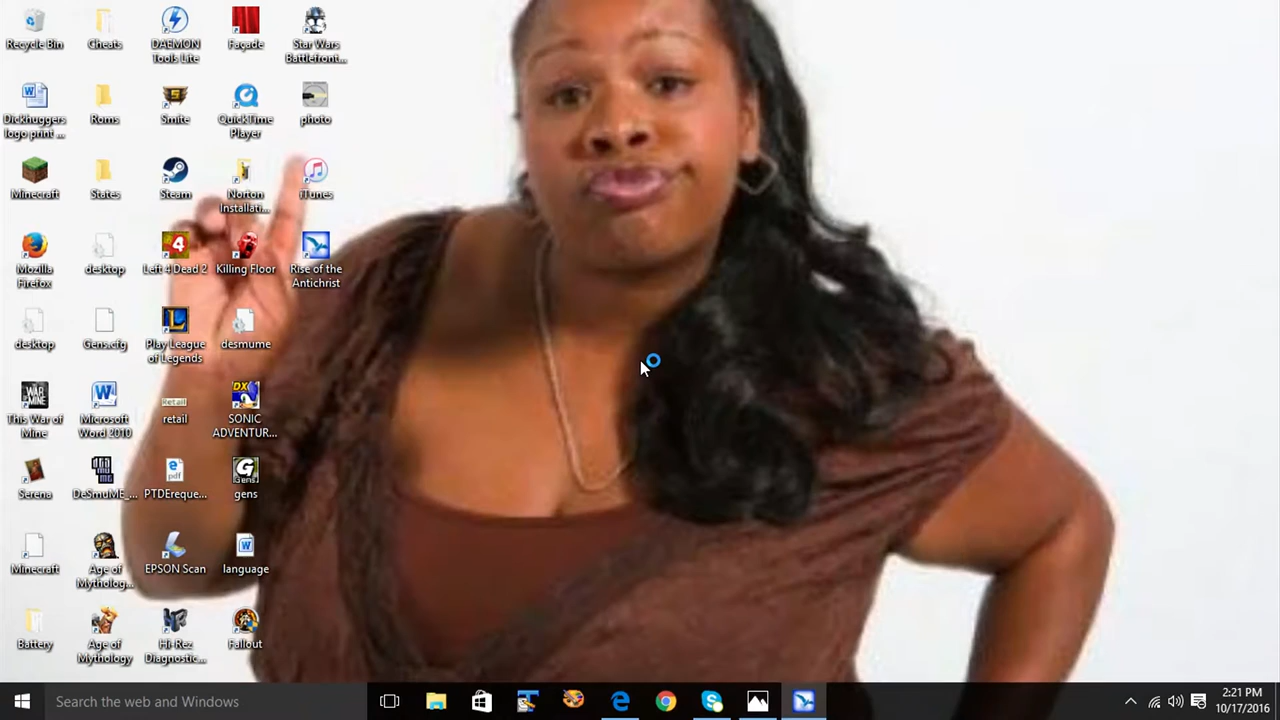 Recycle Bin
Cheats
DAEMON
Tools Lite
Façade
Star Wars
Battlefront...
Dickhuggers
logo print ...
Roms
Smite
QuickTime
Player
photo
Minecraft
States
Steam
Norton
Installati...
iTunes
Mozilla
Firefox
desktop
Left 4 Dead 2
Killing Floor
Rise of the
Antichrist
desktop
Gens.cfg
Play League
of Legends
desmume
This War of
Mine
Microsoft
Word 2010
retail
SONIC
ADVENTUR...
Serena
DeSmuME_...
PTDEreque...
gens
Minecraft
Age of
Mytholog...
EPSON Scan
language
Battery
Age of
Mythology
Hi-Rez
Diagnostic...
Fallout
Search the web and Windows
2:21 PM
10/17/2016